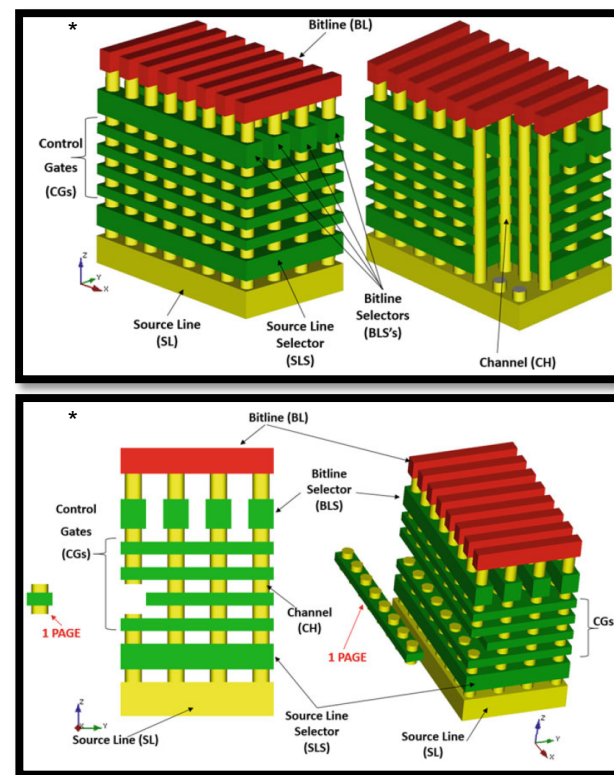 *
Bitline (BL)
Control
Gates
(CGs)
Z
Y
X
Source Line
(SL)
Source Line
Selector
(SLS)
Bitline
Selectors
(BLS's)
Channel (CH)
*
Bitline (BL)
Bitline
Selector
(BLS)
Control
Gates
(CGs)
1 PAGE
Channel
(CH)
1 PAGE
CGs
Z
X
Y
Source Line (SL)
Source Line
Selector
(SLS)
Source Line
(SL)
Z
Y
X